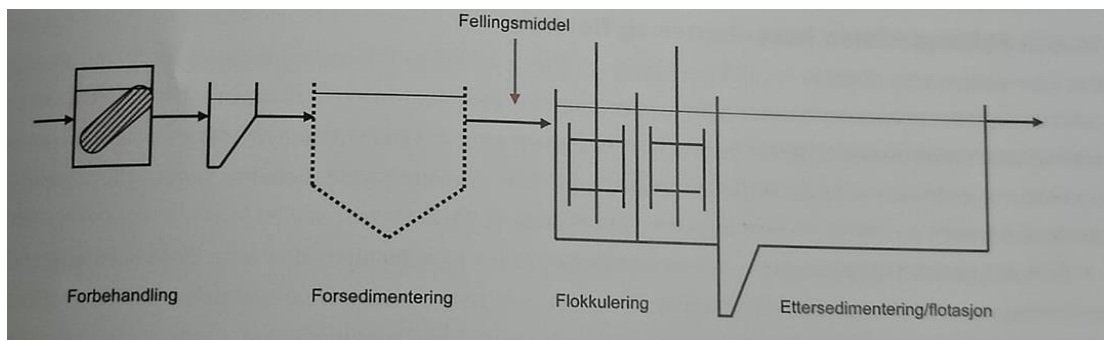 Fellingsmiddel
Forbehandling
Forsedimentering
Flokkulering
Ettersedimentering/flotasjon